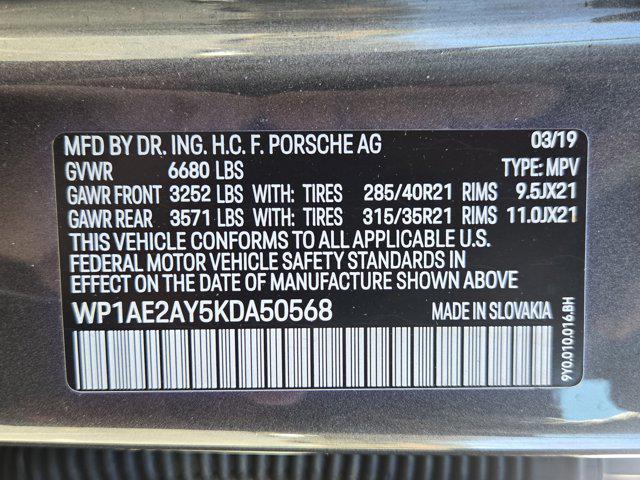 MFD BY DR. ING. H.C. F. PORSCHE AG 03/19
GVWR 6680 LBS TYPE: MPV
GAWR FRONT 3252 LBS WITH: TIRES 285/40R21 RIMS 9.5JX21
GAWR REAR 3571 LBS WITH: TIRES 315/35R21 RIMS 11.0JX21
THIS VEHICLE CONFORMS TO ALL APPLICABLE U.S.
FEDERAL MOTOR VEHICLE SAFETY STANDARDS IN
EFFECT ON THE DATE OF MANUFACTURE SHOWN ABOVE
WP1AE2AY5KDA50568 MADE IN SLOVAKIA
9Y0.010.016.BH